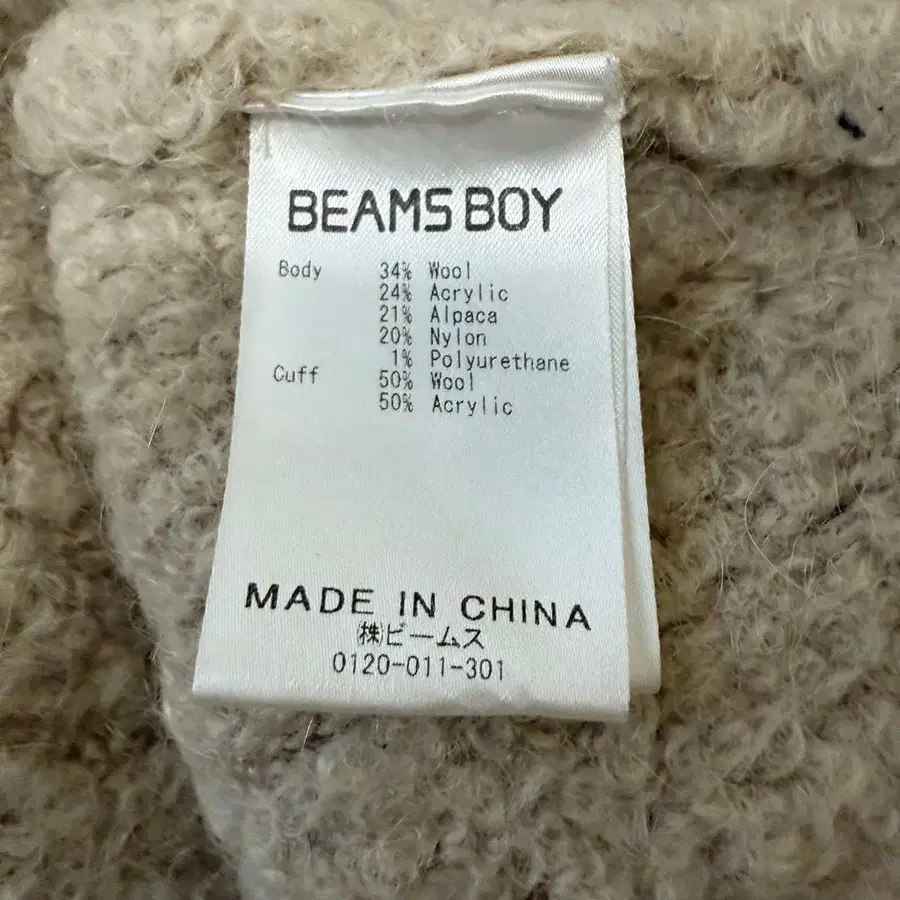 BEAMS BOY
Body 34% Wool
24% Acrylic
21% Alpaca
20% Nylon
1% Polyurethane
Cuff 50% Wool
50% Acrylic
MADE IN CHINA
㈱ビームス
0120-011-301